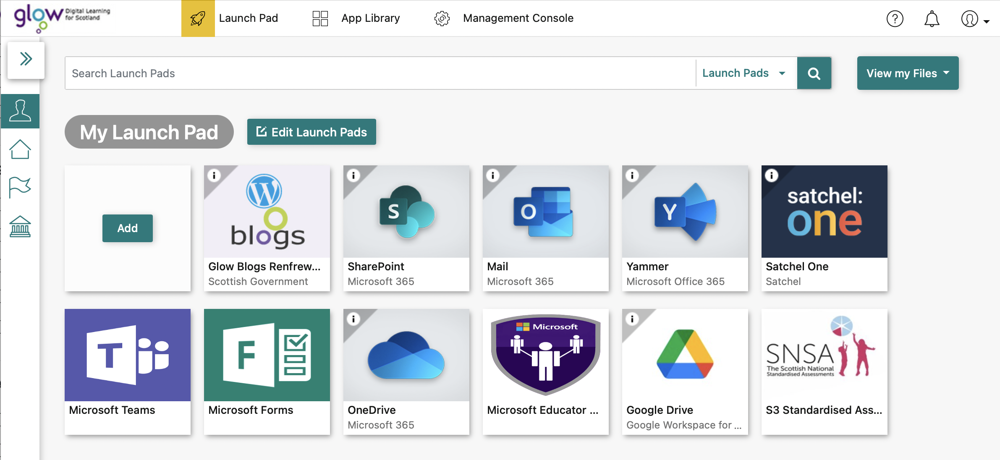 glow Digital Learning
for Scotland
Launch Pad
App Library
Management Console
Search Launch Pads
Launch Pads
View my Files
My Launch Pad
Edit Launch Pads
Add
W
blogs
Glow Blogs Renfrew...
Scottish Government
S
SharePoint
Microsoft 365
O
Mail
Microsoft 365
Y
Yammer
Microsoft Office 365
satchel:
one
Satchel One
Satchel
T
Microsoft Teams
F
Microsoft Forms
OneDrive
Microsoft 365
Microsoft
Microsoft Educator ...
Google Drive
Google Workspace for ...
SNSA
The Scottish National
Standardised Assessments
S3 Standardised Ass...